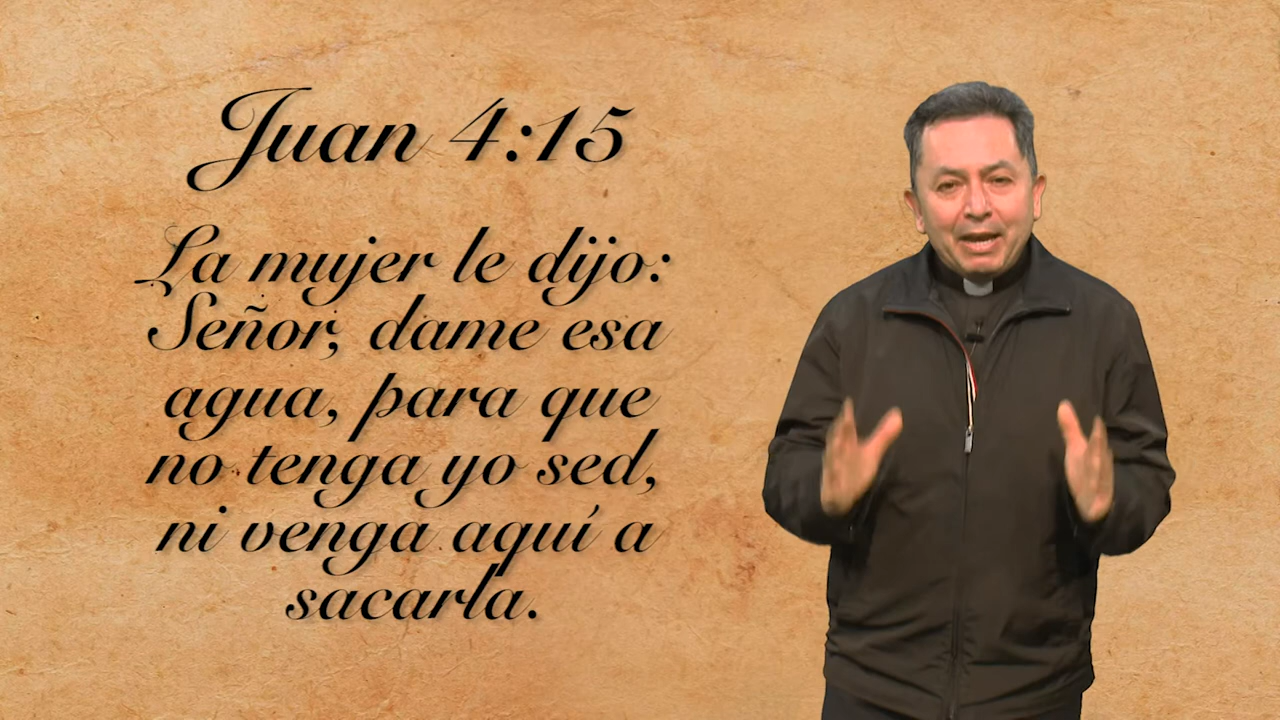 Juan 4:15
La mujer le dijo:
Señor, dame esa
agua, para que
no tenga yo sed,
ni venga aquí a
sacarla.